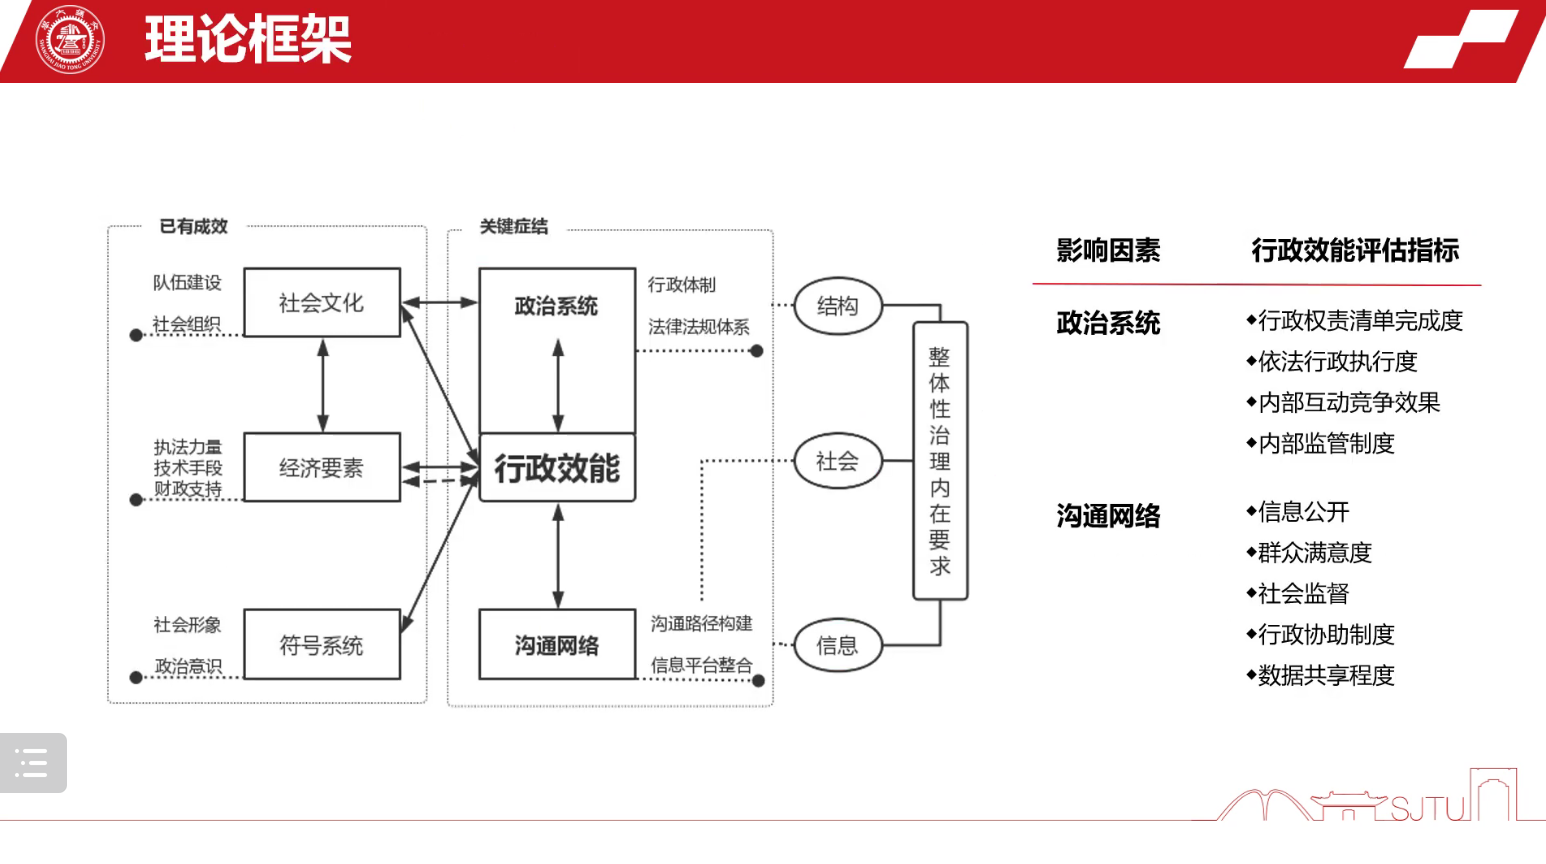 理论框架
SHANGHAI JIAO TONG UNIVERSITY
已有成效
关键症结
队伍建设
社会组织
社会文化
政治系统
行政体制
法律法规体系
结构
执法力量
技术手段
财政支持
经济要素
行政效能
社会
整体性治理内在要求
社会形象
政治意识
符号系统
沟通网络
沟通路径构建
信息平台整合
信息
影响因素
行政效能评估指标
政治系统
◆行政权责清单完成度
◆依法行政执行度
◆内部互动竞争效果
◆内部监管制度
沟通网络
◆信息公开
◆群众满意度
◆社会监督
◆行政协助制度
◆数据共享程度
SJTU